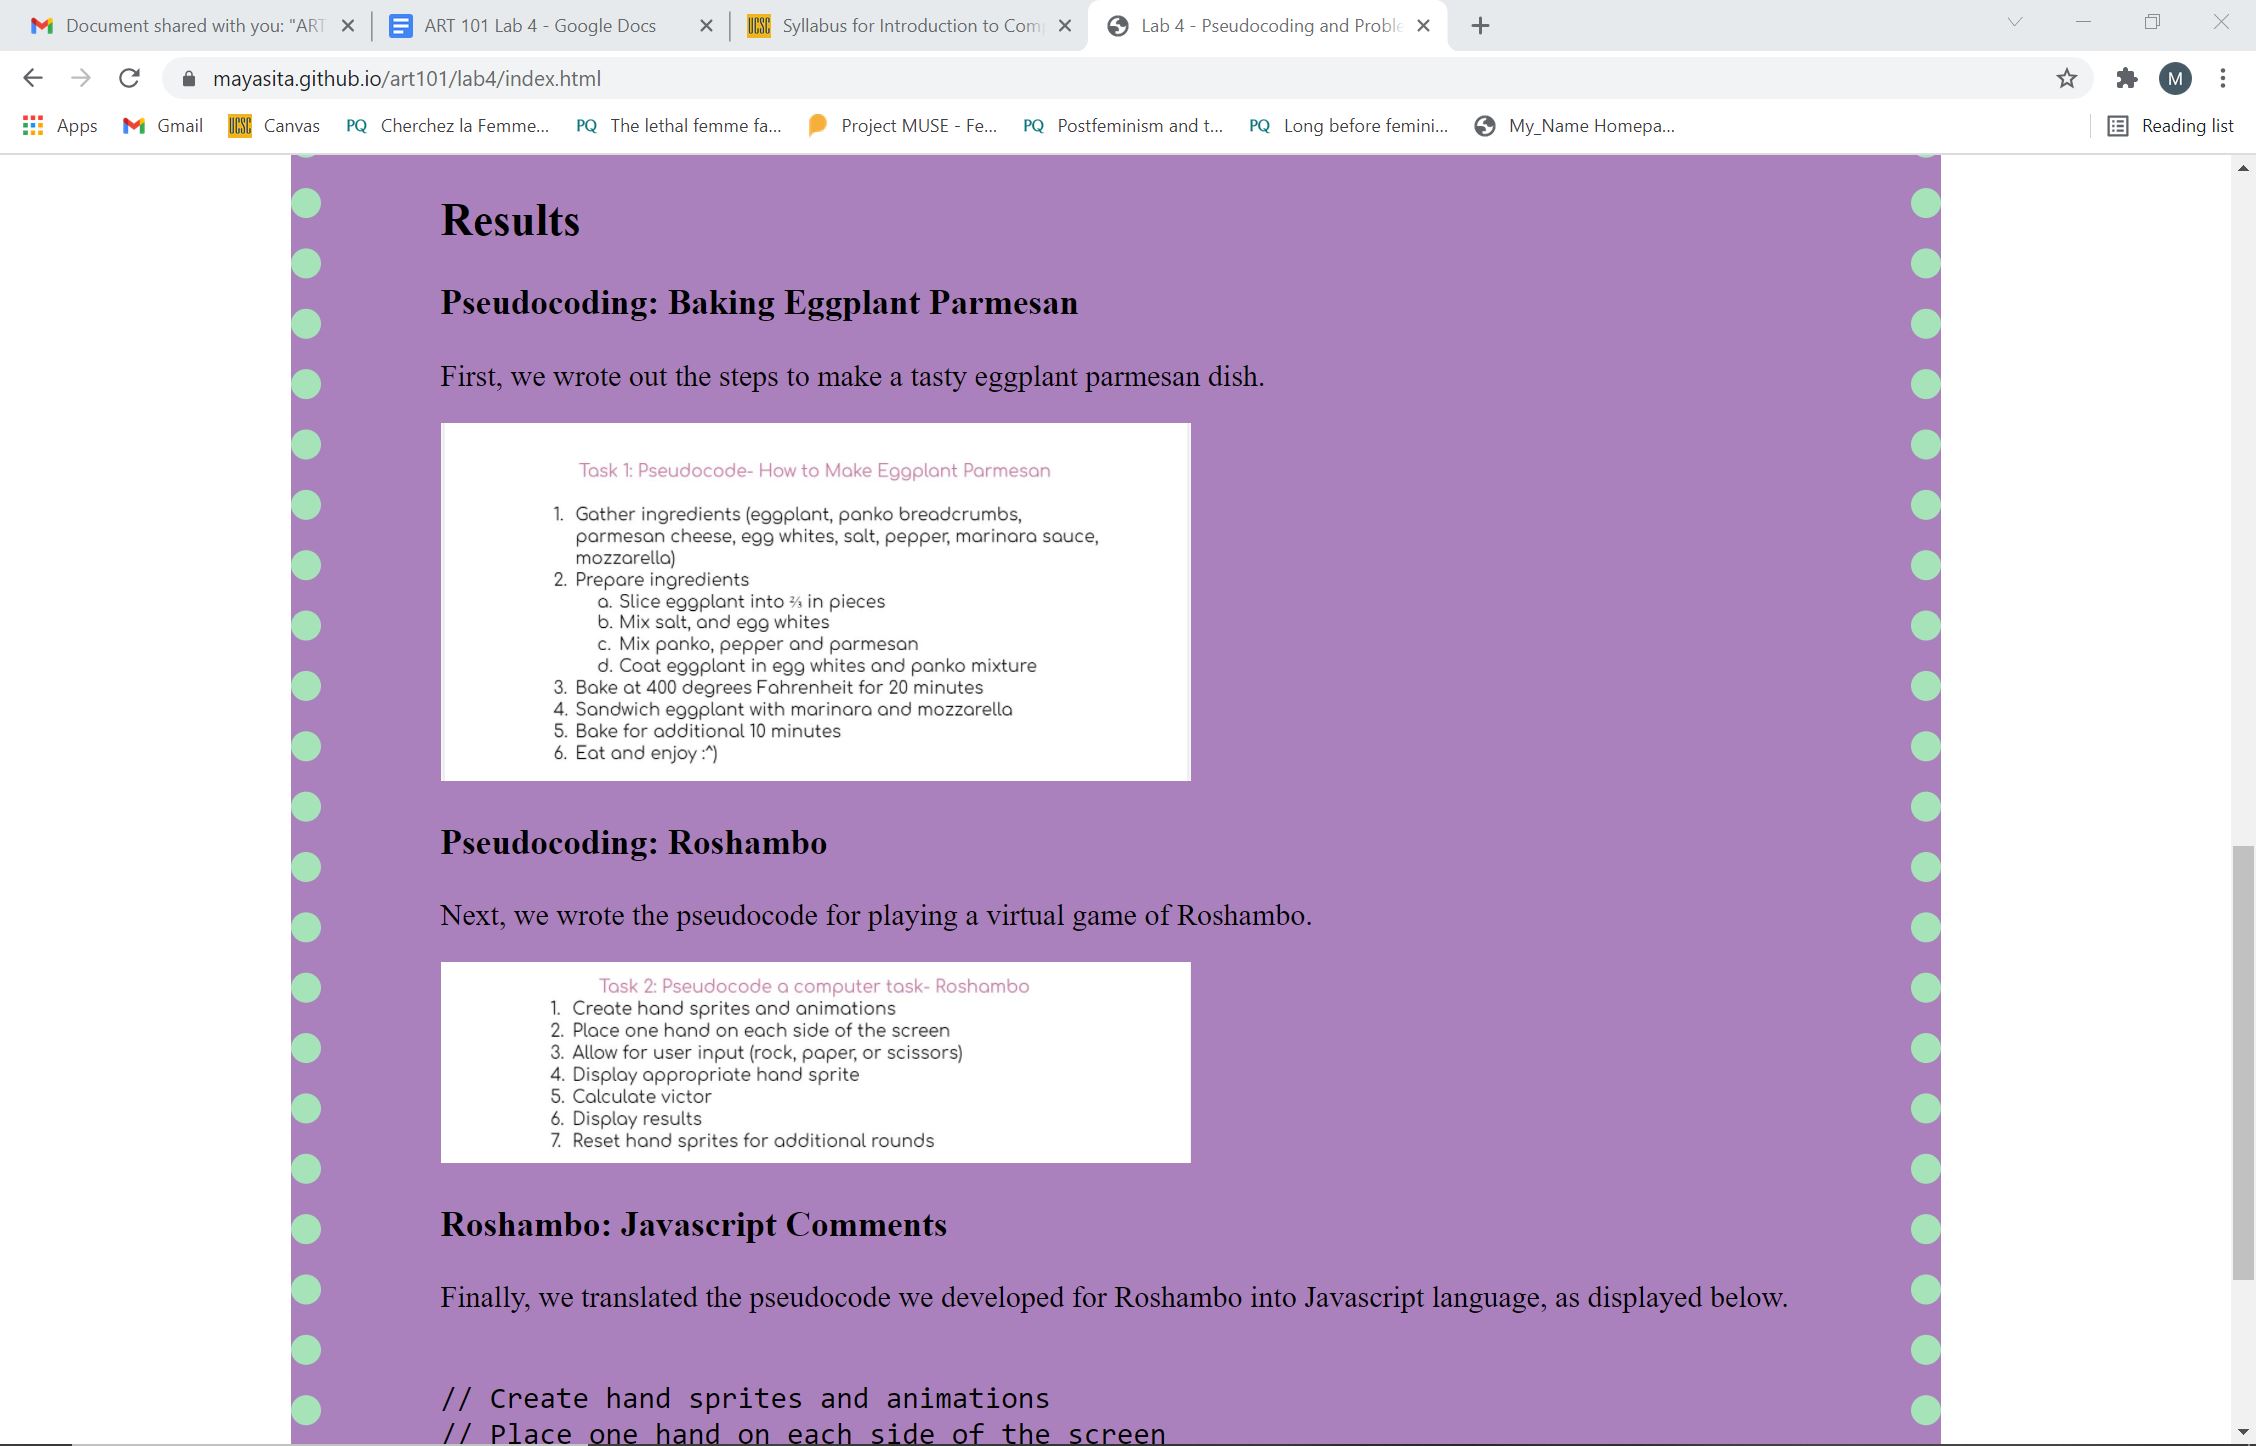 Document shared with you: "ART
ART 101 Lab 4 - Google Docs
UCSC Syllabus for Introduction to Com
Lab 4 - Pseudocoding and Proble
mayasita.github.io/art101/lab4/index.html
M
Apps
Gmail
UCSC Canvas
PQ Cherchez la Femme...
PQ The lethal femme fa...
Project MUSE - Fe...
PQ Postfeminism and t...
PQ Long before femini...
My_Name Homepa...
Reading list
Results
Pseudocoding: Baking Eggplant Parmesan
First, we wrote out the steps to make a tasty eggplant parmesan dish.
Task 1: Pseudocode- How to Make Eggplant Parmesan
1. Gather ingredients (eggplant, panko breadcrumbs,
parmesan cheese, egg whites, salt, pepper, marinara sauce,
mozzarella)
2. Prepare ingredients
a. Slice eggplant into ⅔ in pieces
b. Mix salt, and egg whites
c. Mix panko, pepper and parmesan
d. Coat eggplant in egg whites and panko mixture
3. Bake at 400 degrees Fahrenheit for 20 minutes
4. Sandwich eggplant with marinara and mozzarella
5. Bake for additional 10 minutes
6. Eat and enjoy :^)
Pseudocoding: Roshambo
Next, we wrote the pseudocode for playing a virtual game of Roshambo.
Task 2: Pseudocode a computer task- Roshambo
1. Create hand sprites and animations
2. Place one hand on each side of the screen
3. Allow for user input (rock, paper, or scissors)
4. Display appropriate hand sprite
5. Calculate victor
6. Display results
7. Reset hand sprites for additional rounds
Roshambo: Javascript Comments
Finally, we translated the pseudocode we developed for Roshambo into Javascript language, as displayed below.
// Create hand sprites and animations
// Place one hand on each side of the screen